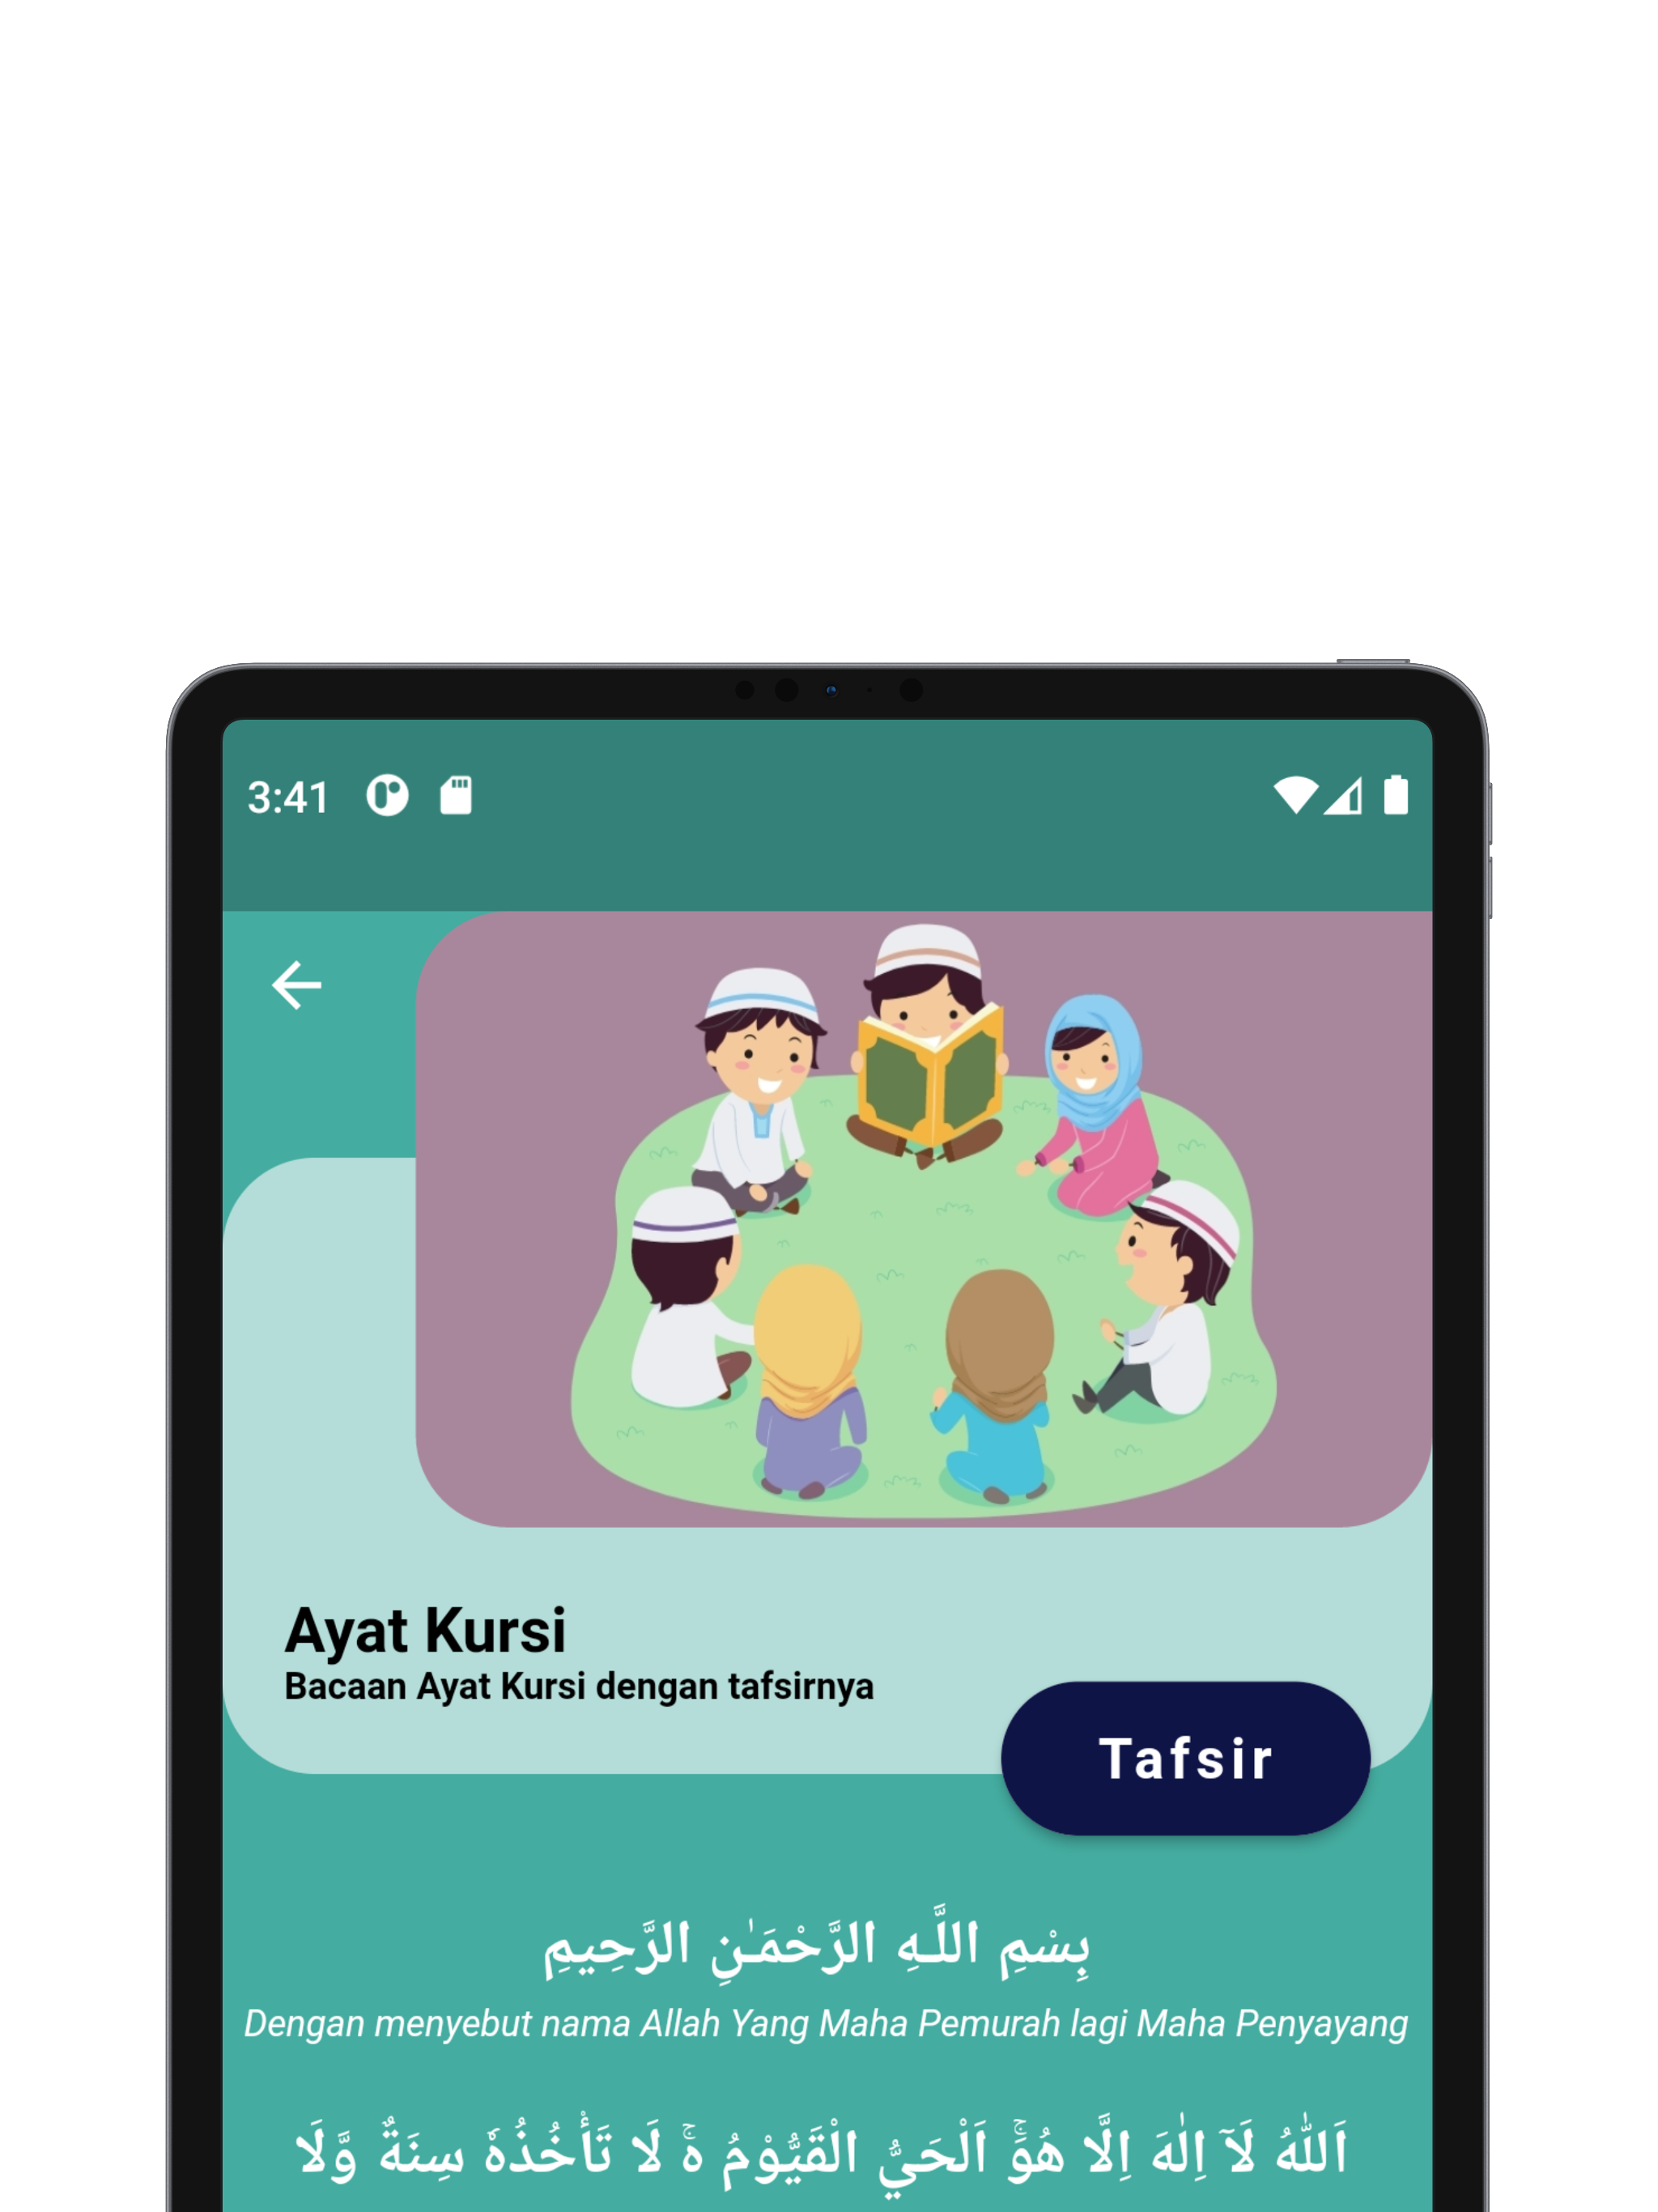 3:41
Ayat Kursi
Bacaan Ayat Kursi dengan tafsirnya
Tafsir
بِسْمِ اللَّـهِ الرَّحْمَـٰنِ الرَّحِيمِ
Dengan menyebut nama Allah Yang Maha Pemurah lagi Maha Penyayang
اَللّٰهُ لَآ اِلٰهَ اِلَّا هُوَۚ اَلْحَيُّ الْقَيُّوْمُ ەۚ لَا تَأْخُذُهٗ سِنَةٌ وَّلَا